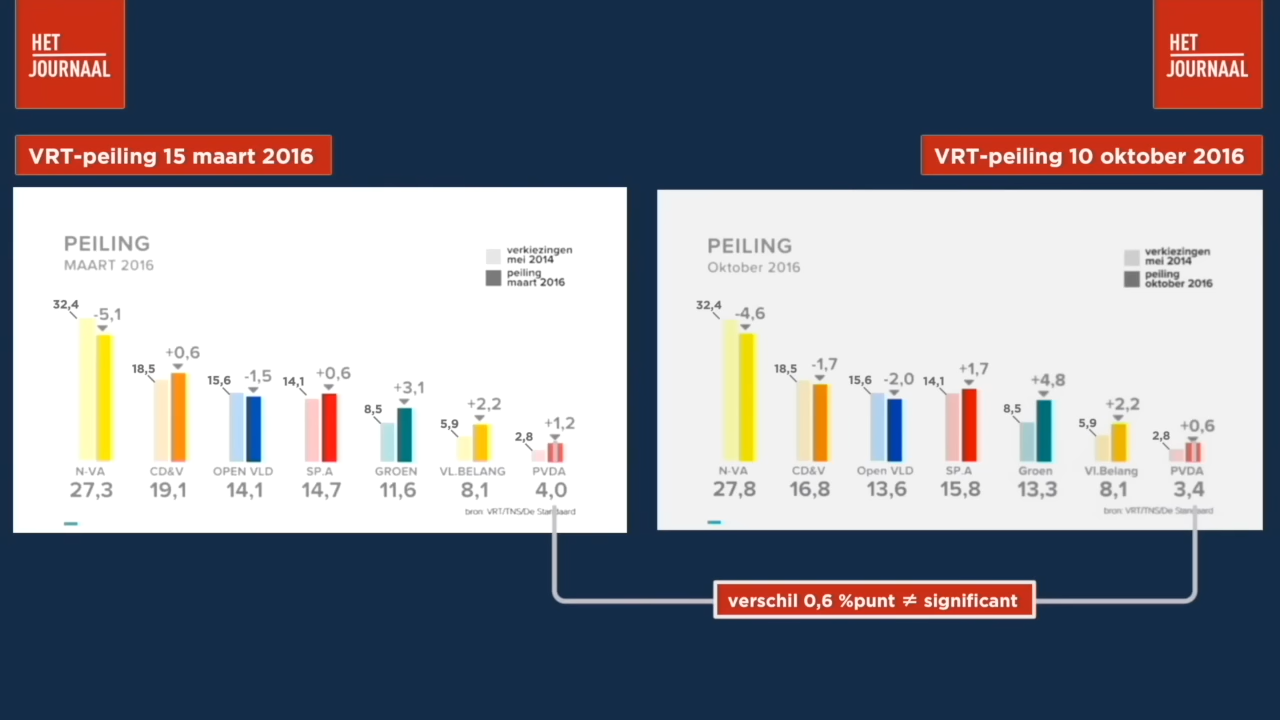 HET
JOURNAAL
HET
JOURNAAL
VRT-peiling 15 maart 2016
VRT-peiling 10 oktober 2016
PEILING
MAART 2016
verkiezingen
mei 2014
peiling
maart 2016
32,4
-5,1
18,5
+0,6
15,6
-1,5
14,1
+0,6
8,5
+3,1
5,9
+2,2
2,8
+1,2
N-VA CD&V OPEN VLD SP.A GROEN VL.BELANG PVDA
27,3 19,1 14,1 14,7 11,6 8,1 4,0
bron: VRT/TNS/De Standaard
PEILING
Oktober 2016
verkiezingen
mei 2014
peiling
oktober 2016
32,4
-4,6
18,5
-1,7
15,6
-2,0
14,1
+1,7
8,5
+4,8
5,9
+2,2
2,8
+0,6
N-VA CD&V Open VLD SP.A Groen Vl.Belang PVDA
27,8 16,8 13,6 15,8 13,3 8,1 3,4
bron: VRT/TNS/De Standaard
verschil 0,6 %punt ≠ significant